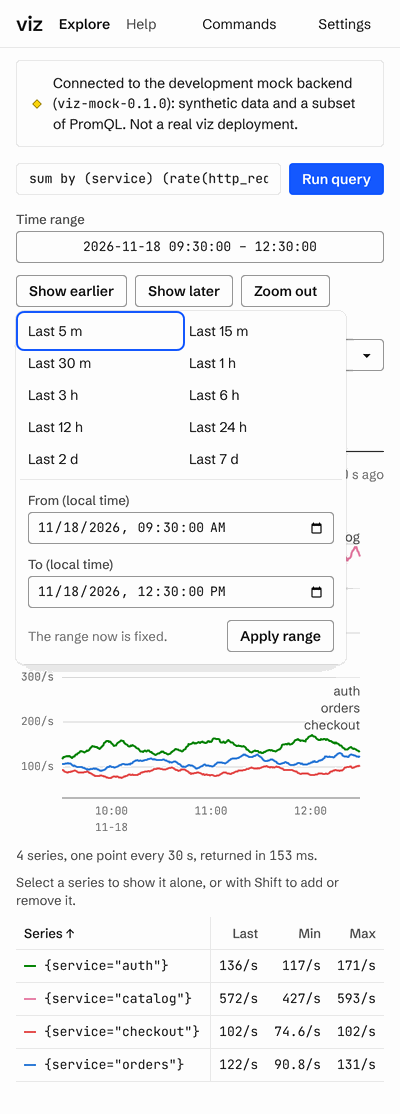 viz Explore Help Commands Settings
Connected to the development mock backend
(viz-mock-0.1.0): synthetic data and a subset
of PromQL. Not a real viz deployment.
sum by (service) (rate(http_rec Run query
Time range
2026-11-18 09:30:00 – 12:30:00
Show earlier Show later Zoom out
Last 5 m Last 15 m
Last 30 m Last 1 h
Last 3 h Last 6 h
Last 12 h Last 24 h
Last 2 d Last 7 d
s ago
From (local time)
11/18/2026, 09:30:00 AM
og
To (local time)
11/18/2026, 12:30:00 PM
The range now is fixed. Apply range
300/s
auth
orders
200/s
checkout
100/s
10:00 11:00 12:00
11-18
4 series, one point every 30 s, returned in 153 ms.
Select a series to show it alone, or with Shift to add or
remove it.
Series ↑ Last Min Max
{service="auth"} 136/s 117/s 171/s
{service="catalog"} 572/s 427/s 593/s
{service="checkout"} 102/s 74.6/s 102/s
{service="orders"} 122/s 90.8/s 131/s